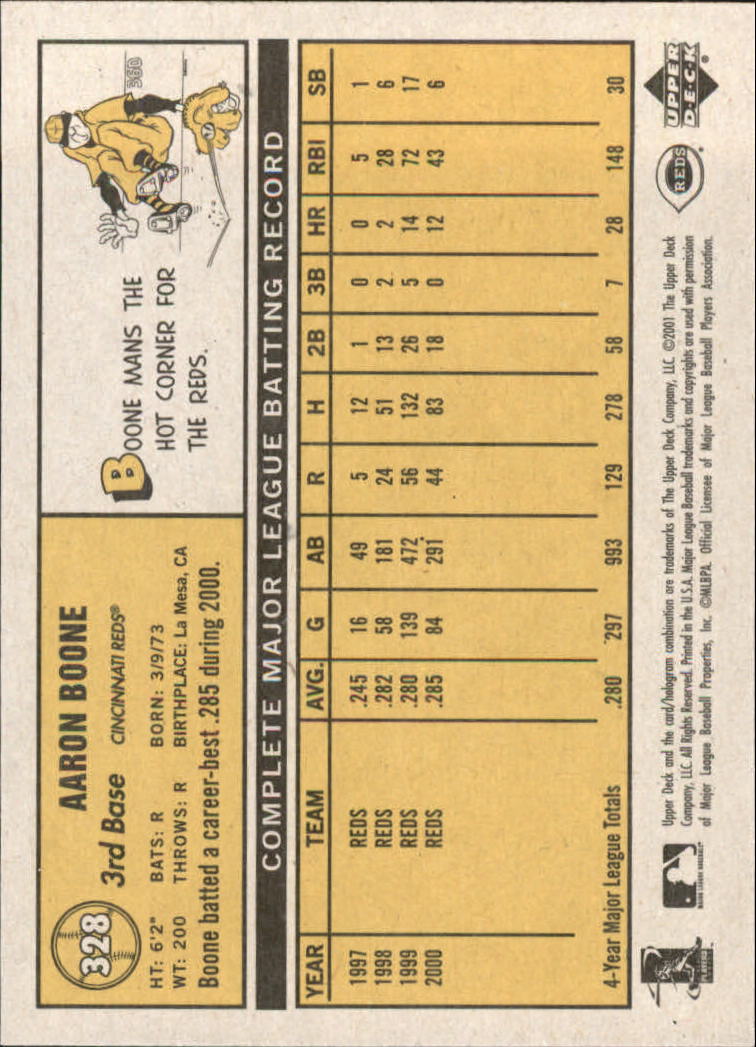 328
AARON BOONE
3rd Base CINCINNATI REDS®
HT: 6'2" BATS: R BORN: 3/9/73
WT: 200 THROWS: R BIRTHPLACE: La Mesa, CA
Boone batted a career-best .285 during 2000.
BOONE MANS THE
HOT CORNER FOR
THE REDS.
360
COMPLETE MAJOR LEAGUE BATTING RECORD
YEAR TEAM AVG. G AB R H 2B 3B HR RBI SB
1997 REDS .245 16 49 5 12 1 0 0 5 1
1998 REDS .282 58 181 24 51 13 2 2 28 6
1999 REDS .280 139 472 56 132 26 5 14 72 17
2000 REDS .285 84 291 44 83 18 0 12 43 6
4-Year Major League Totals .280 297 993 129 278 58 7 28 148 30
Upper Deck and the card/hologram combination are trademarks of The Upper Deck Company, LLC. ©2001 The Upper Deck
Company, LLC. All Rights Reserved. Printed in the U.S.A. Major League Baseball trademarks and copyrights are used with permission
of Major League Baseball Properties, Inc. ©MLBPA. Official Licensee of Major League Baseball Players Association.
REDS
UPPER
DECK®